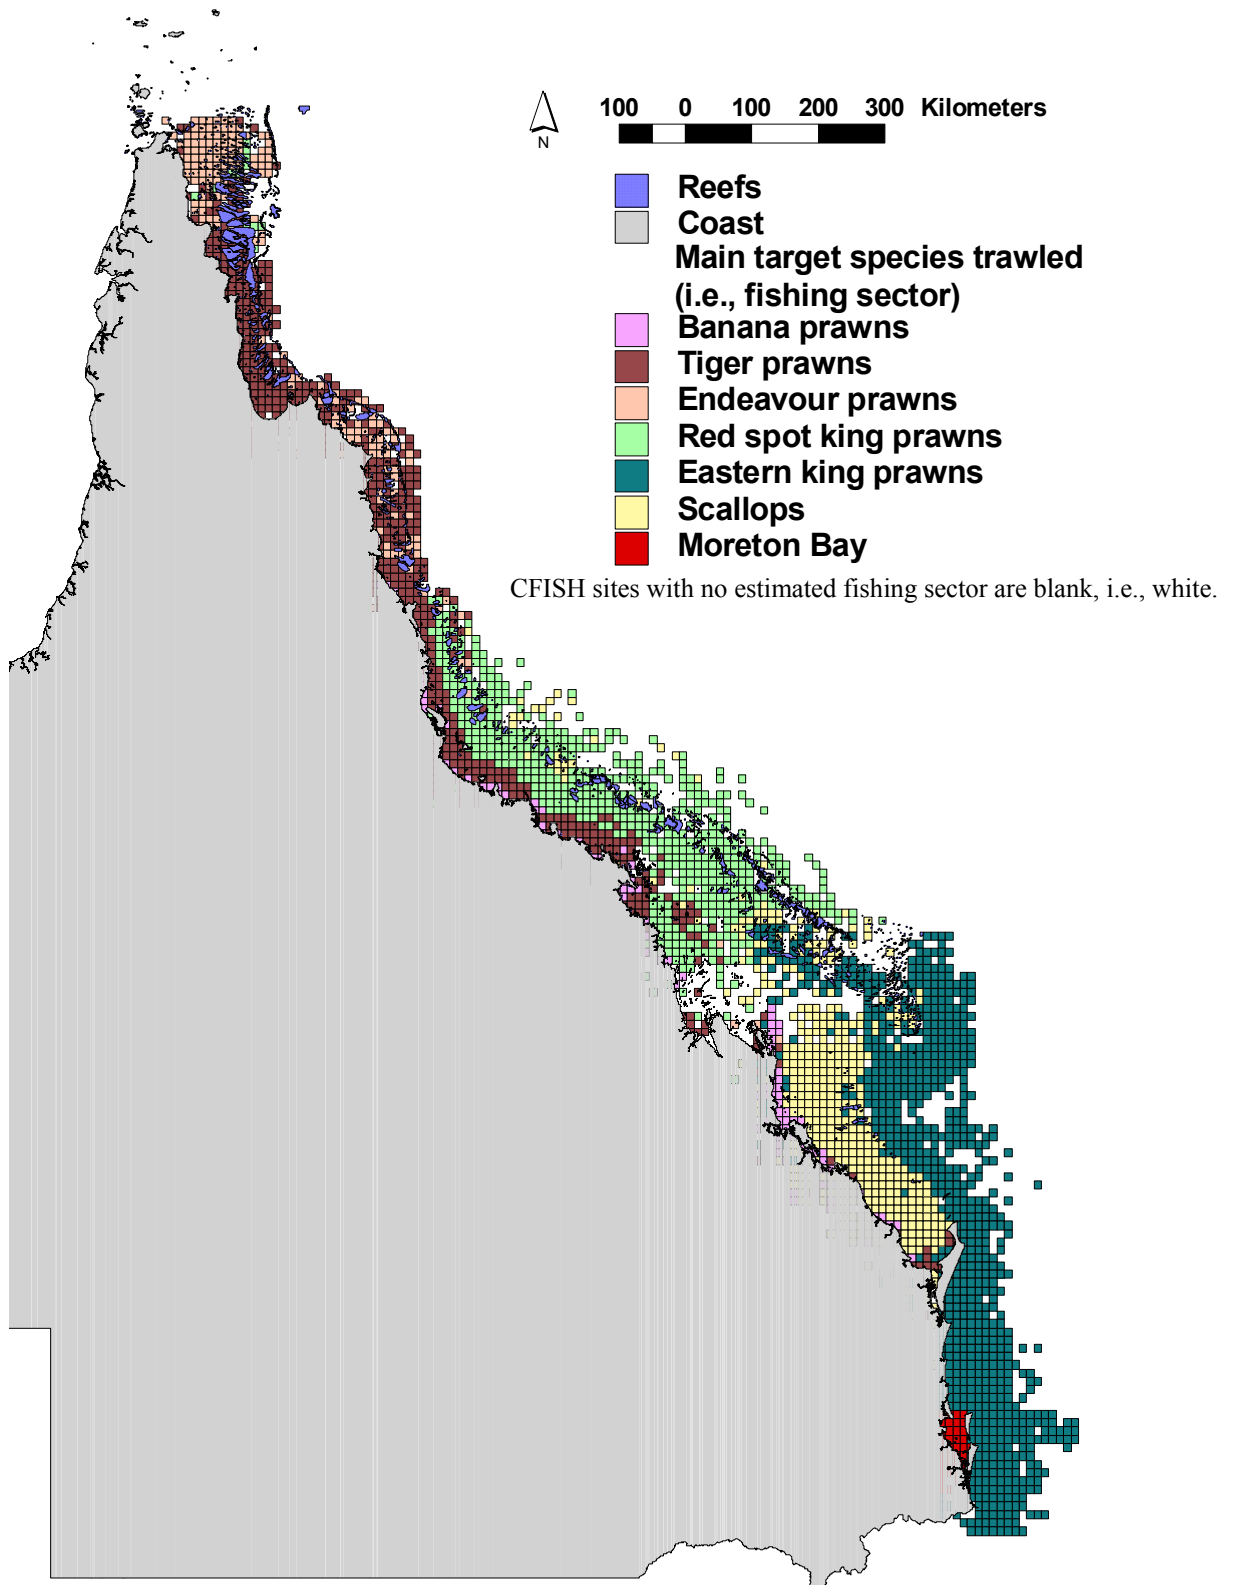 100 0 100 200 300 Kilometers
N
Reefs
Coast
Main target species trawled
(i.e., fishing sector)
Banana prawns
Tiger prawns
Endeavour prawns
Red spot king prawns
Eastern king prawns
Scallops
Moreton Bay
CFISH sites with no estimated fishing sector are blank, i.e., white.